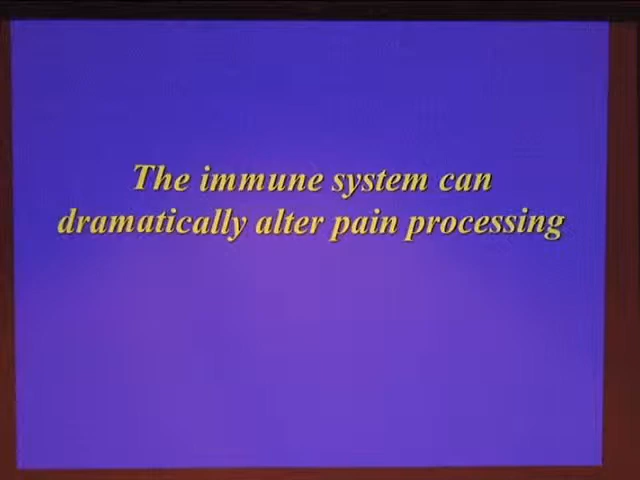 The immune system can
dramatically alter pain processing